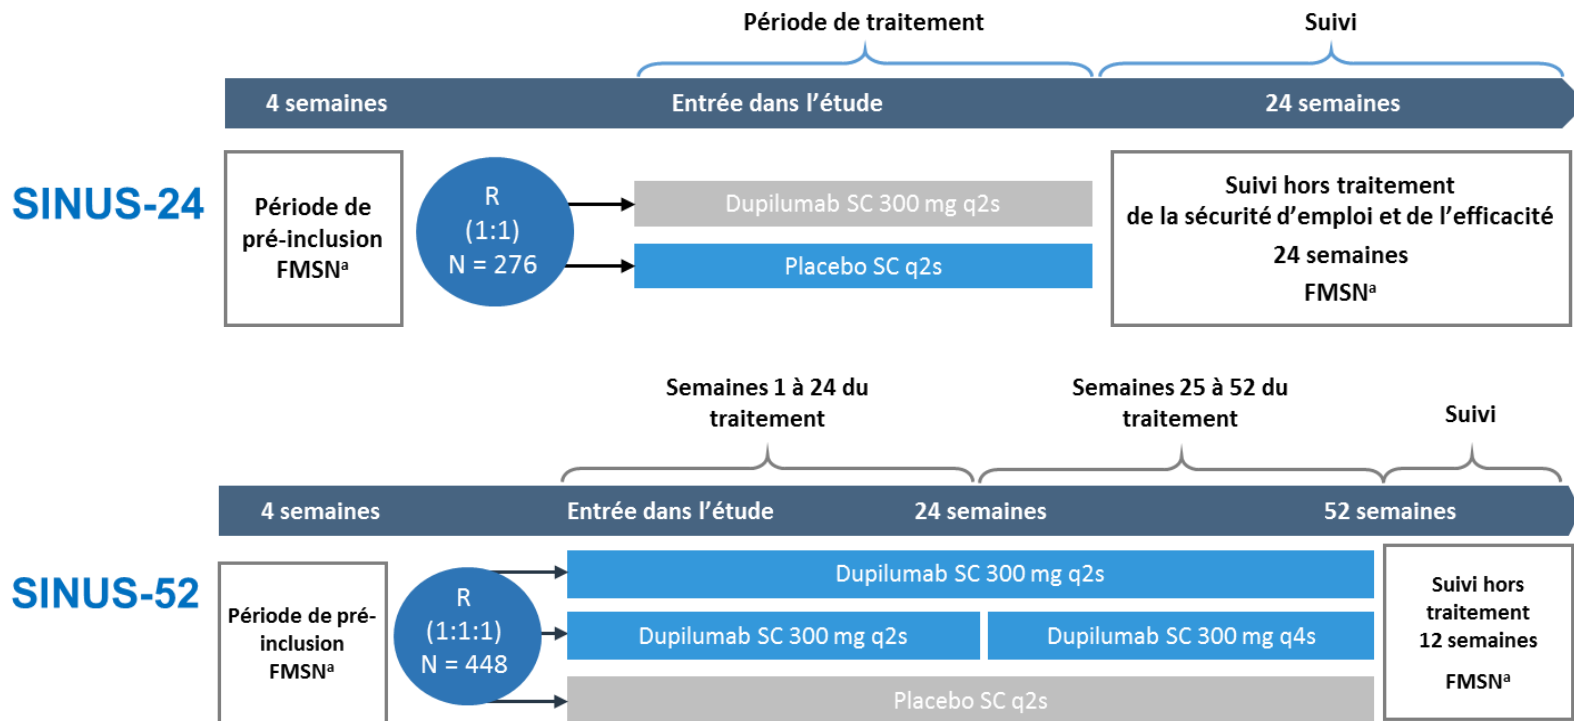 Période de traitement
Suivi
4 semaines
Entrée dans l'étude
24 semaines
SINUS-24
Période de
pré-inclusion
FMSNᵃ
R
(1:1)
N = 276
Dupilumab SC 300 mg q2s
Placebo SC q2s
Suivi hors traitement
de la sécurité d'emploi et de l'efficacité
24 semaines
FMSNᵃ
Semaines 1 à 24 du
traitement
Semaines 25 à 52 du
traitement
Suivi
4 semaines
Entrée dans l'étude
24 semaines
52 semaines
SINUS-52
Période de pré-
inclusion
FMSNᵃ
R
(1:1:1)
N = 448
Dupilumab SC 300 mg q2s
Dupilumab SC 300 mg q2s
Dupilumab SC 300 mg q4s
Placebo SC q2s
Suivi hors
traitement
12 semaines
FMSNᵃ